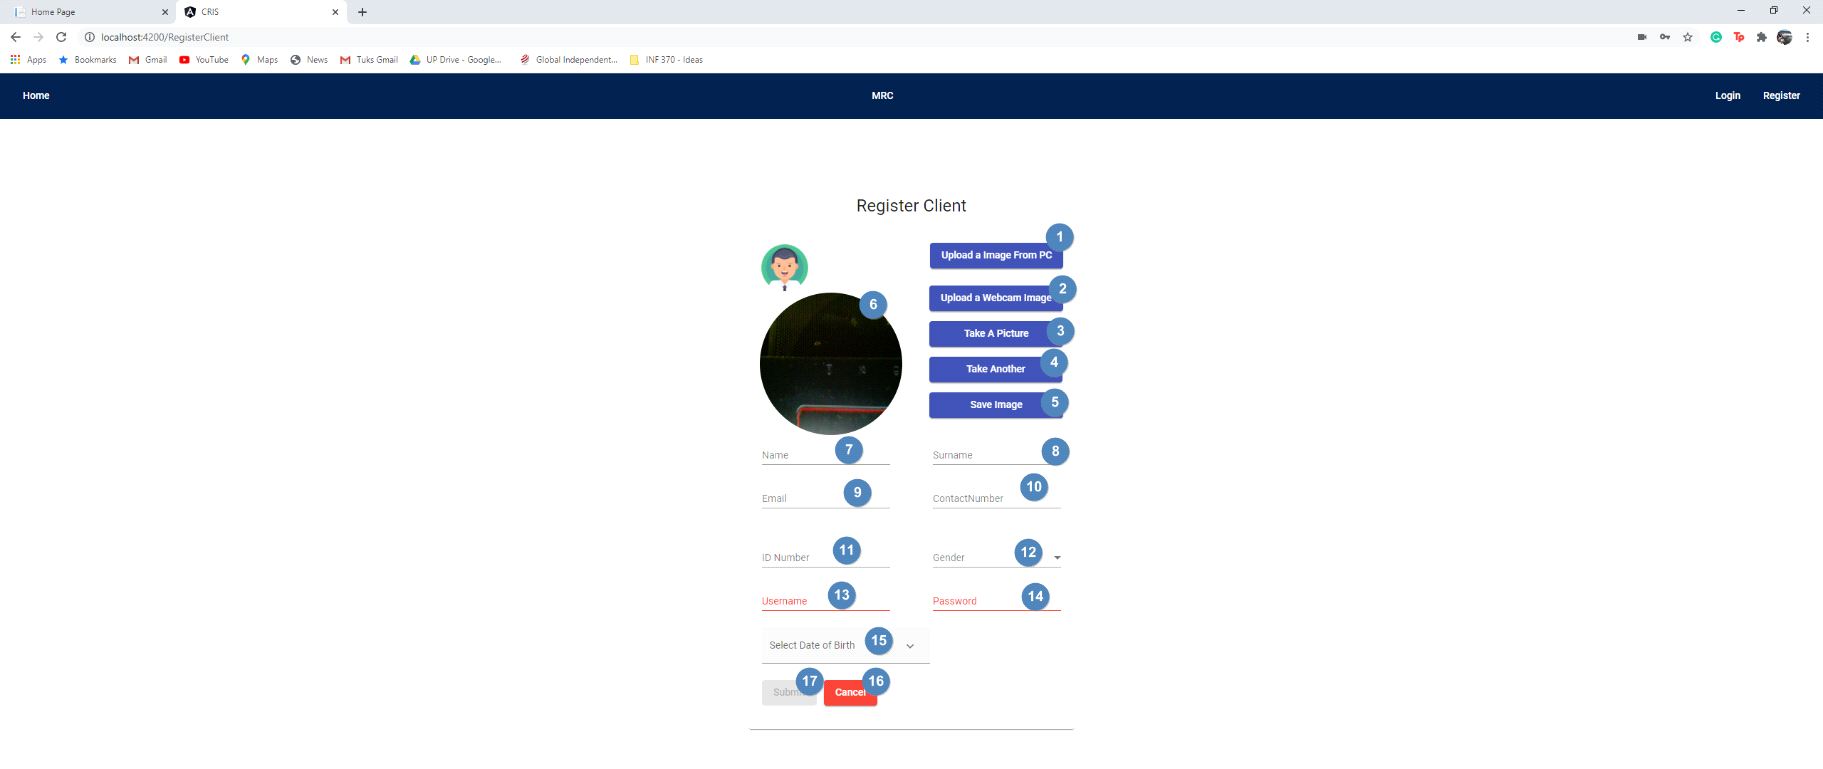 Home Page
CRIS
localhost:4200/RegisterClient
Apps Bookmarks Gmail YouTube Maps News Tuks Gmail UP Drive - Google... Global Independent... INF 370 - Ideas
Home MRC Login Register
Register Client
1
Upload a Image From PC
2
Upload a Webcam Image
6
Take A Picture 3
Take Another 4
Save Image 5
Name 7 Surname 8
Email 9 ContactNumber 10
ID Number 11 Gender 12
Username 13 Password 14
Select Date of Birth 15
17 16
Cancel